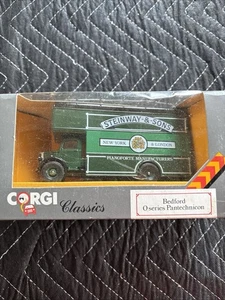 STEINWAY & SONS
NEW YORK & LONDON
PIANOFORTE MANUFACTURERS
CORGI
Classics
Bedford
O series Pantechnicon